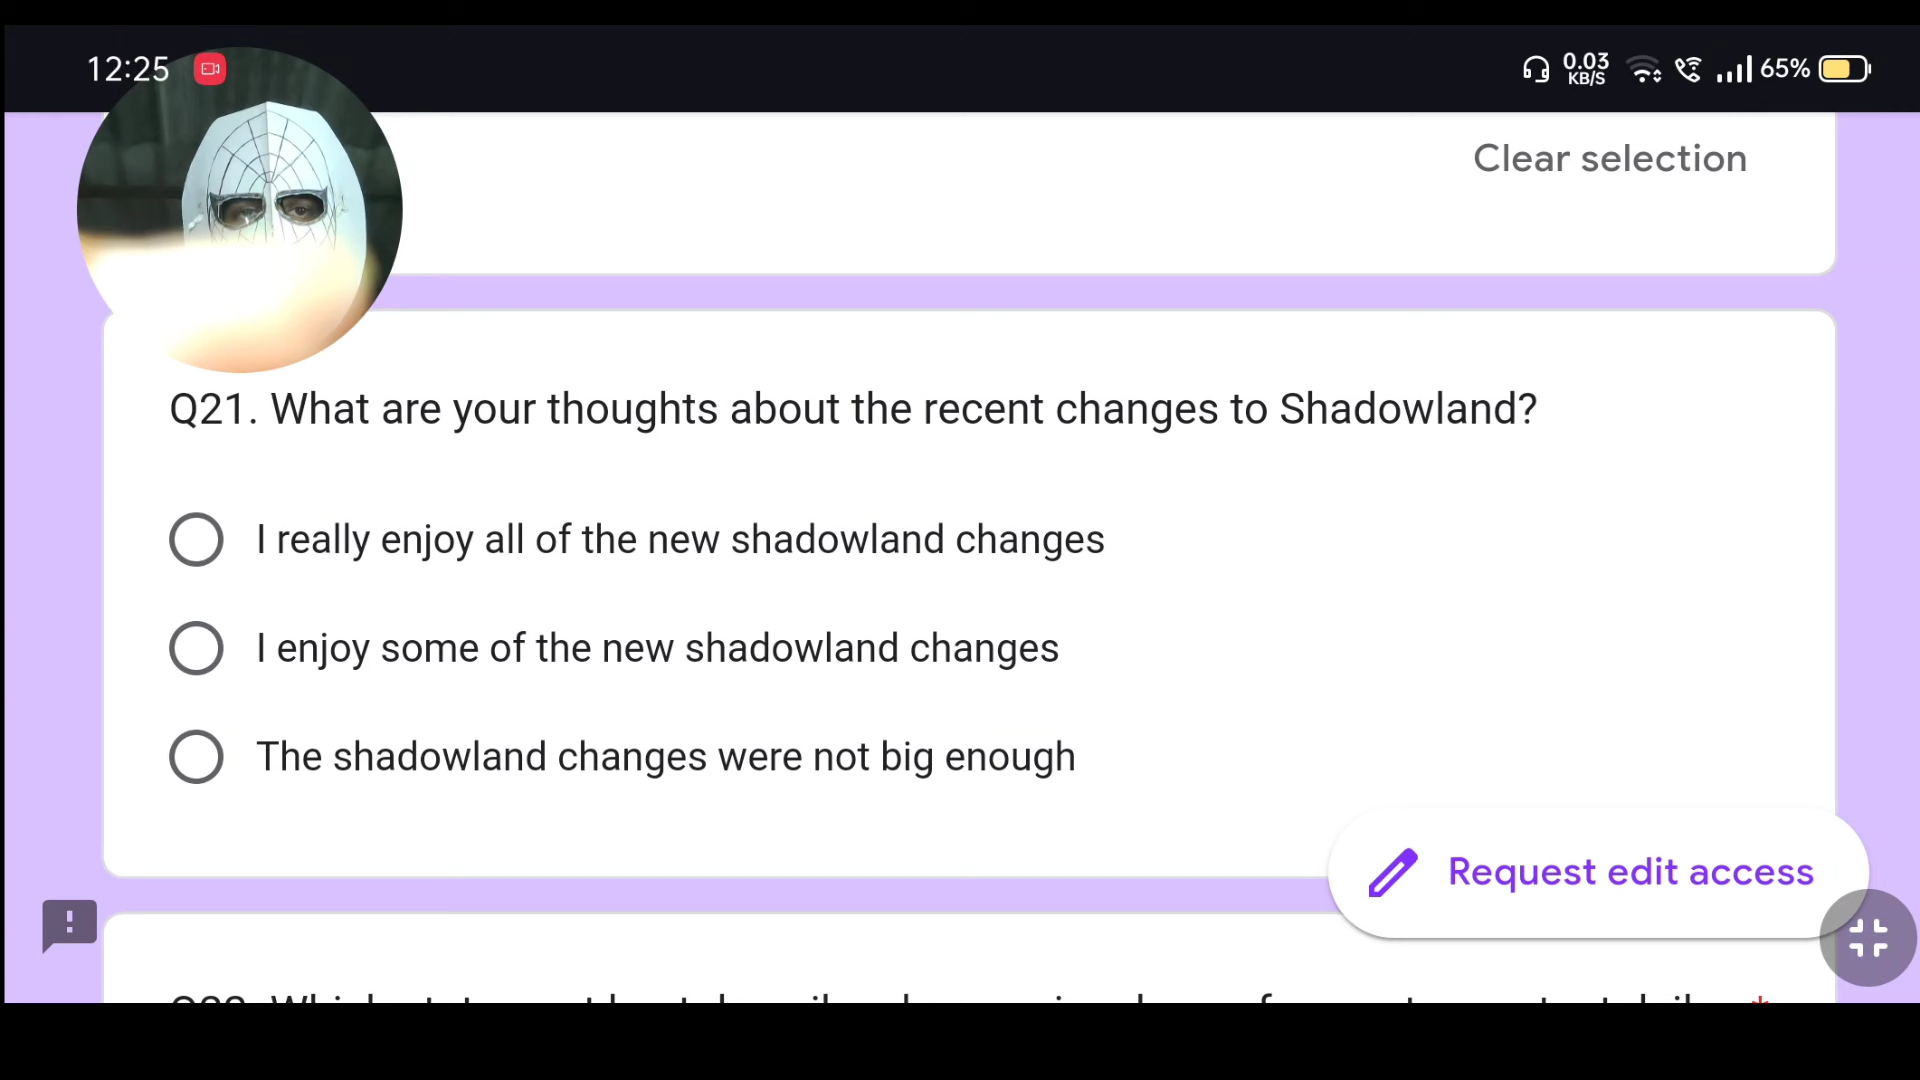 12:25
0.03
KB/S
65%
Clear selection
Q21. What are your thoughts about the recent changes to Shadowland?
I really enjoy all of the new shadowland changes
I enjoy some of the new shadowland changes
The shadowland changes were not big enough
Request edit access